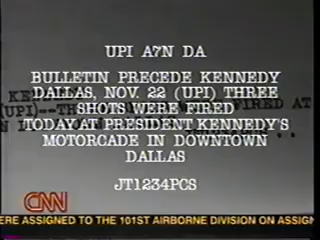 UPI A7N DA
BULLETIN PRECEDE KENNEDY
DALLAS, NOV. 22 (UPI) THREE
SHOTS WERE FIRED
TODAY AT PRESIDENT KENNEDY'S
MOTORCADE IN DOWNTOWN
DALLAS
JT1234PCS
CNN
ERE ASSIGNED TO THE 101ST AIRBORNE DIVISION ON ASSIGN